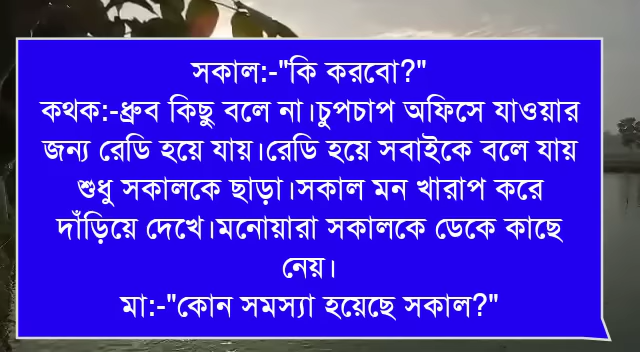 সকাল:-"কি করবো?"
কথক:-ধ্রুব কিছু বলে না।চুপচাপ অফিসে যাওয়ার
জন্য রেডি হয়ে যায়।রেডি হয়ে সবাইকে বলে যায়
শুধু সকালকে ছাড়া।সকাল মন খারাপ করে
দাঁড়িয়ে দেখে।মনোয়ারা সকালকে ডেকে কাছে
নেয়।
মা:-"কোন সমস্যা হয়েছে সকাল?"